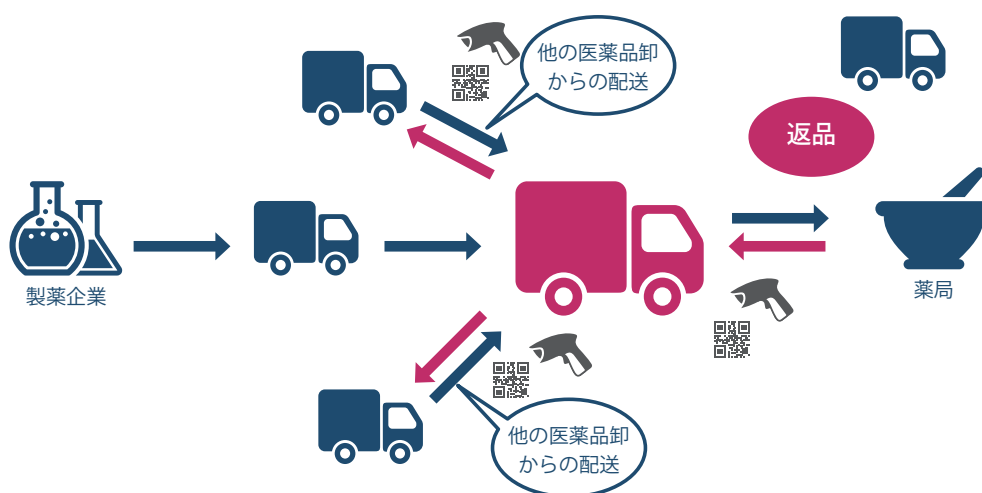 他の医薬品卸
からの配送
返品
製薬企業
薬局
他の医薬品卸
からの配送